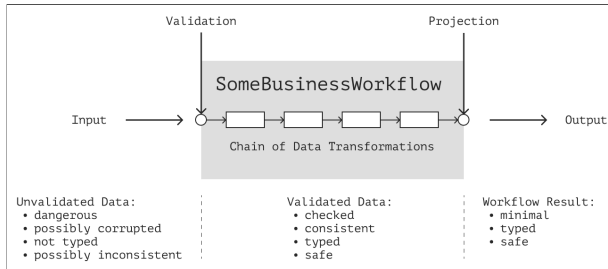 Validation
Projection
SomeBusinessWorkflow
Input
Output
Chain of Data Transformations
Unvalidated Data:
• dangerous
• possibly corrupted
• not typed
• possibly inconsistent
Validated Data:
• checked
• consistent
• typed
• safe
Workflow Result:
• minimal
• typed
• safe